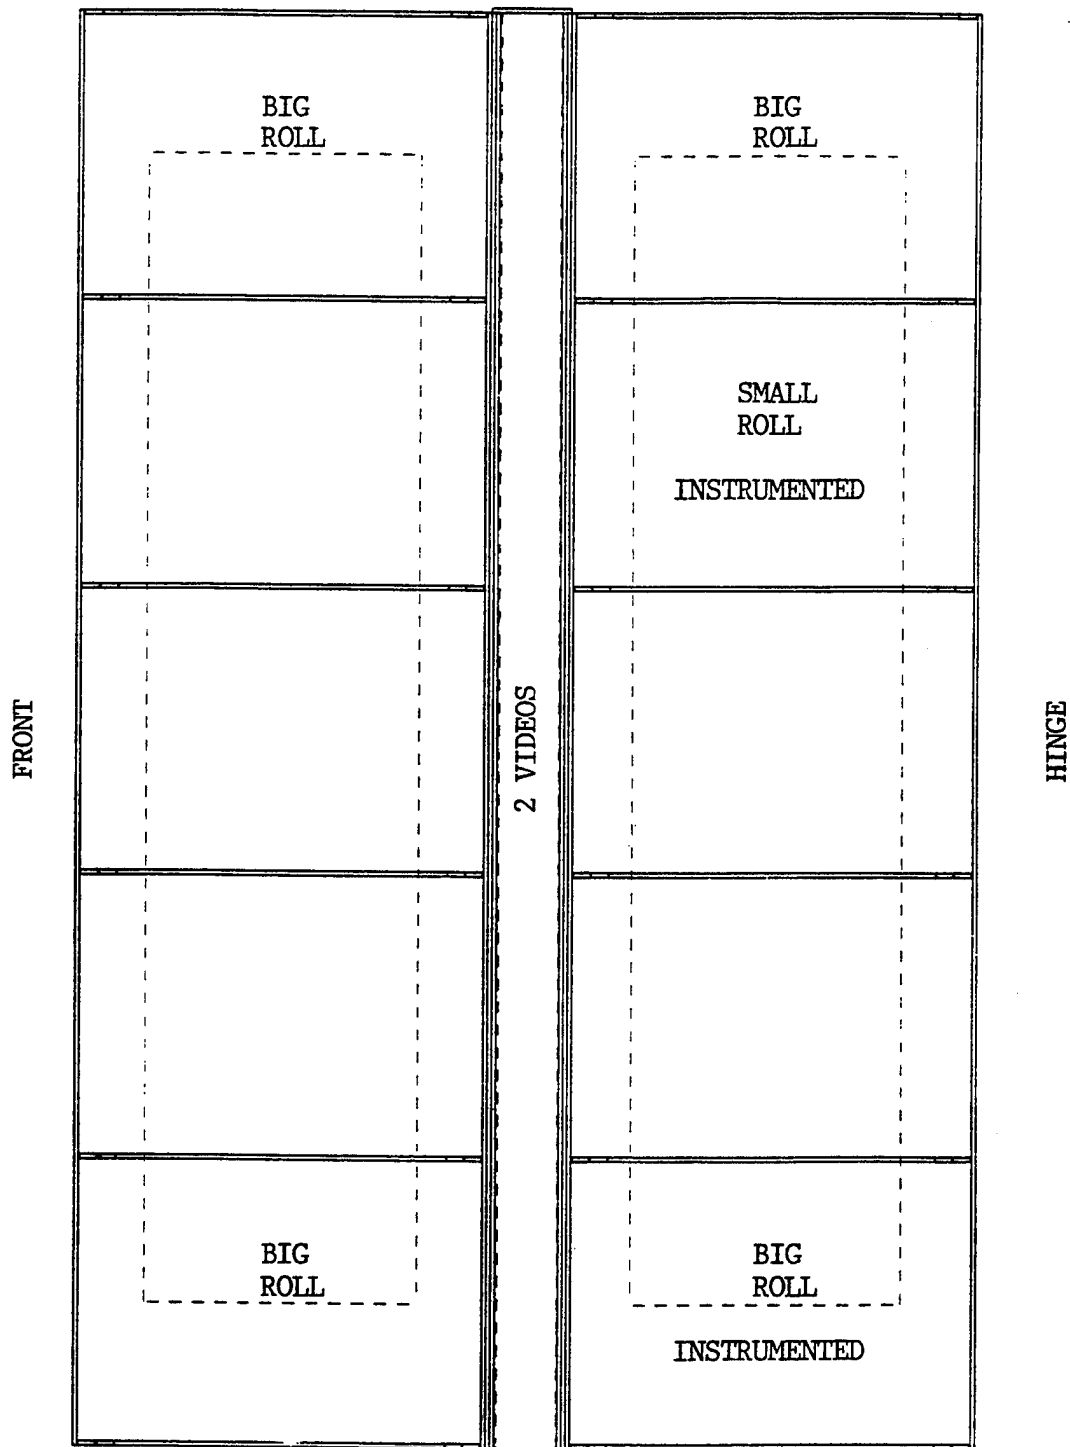 BIG
ROLL
BIG
ROLL
SMALL
ROLL
INSTRUMENTED
FRONT
2 VIDEOS
HINGE
BIG
ROLL
BIG
ROLL
INSTRUMENTED